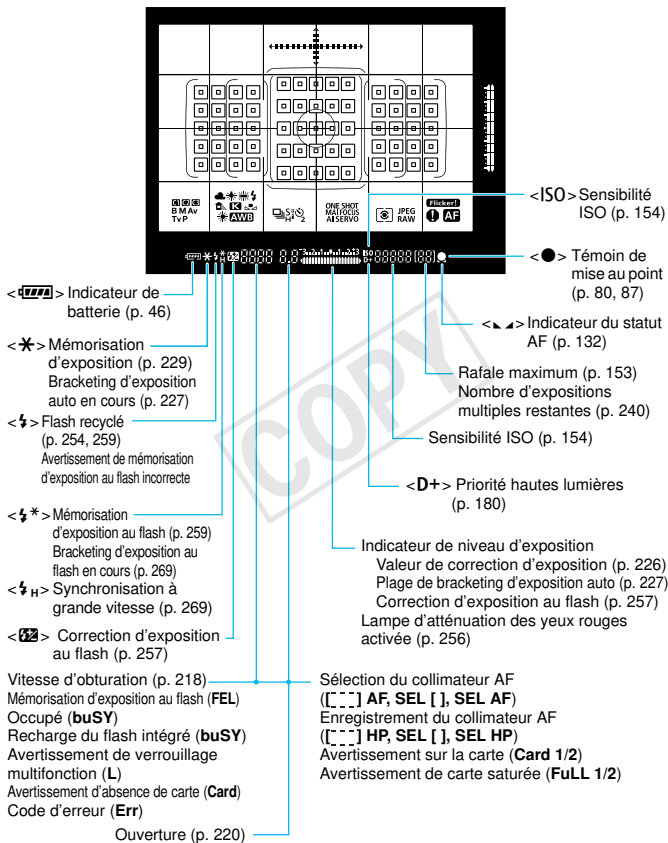 B M Av
Tv P
K
AWB
S
H
2
ONE SHOT
MAI FOCUS
AI SERVO
JPEG
RAW
Flicker!
AF
<ISO> Sensibilité
ISO (p. 154)
<●> Témoin de
mise au point
(p. 80, 87)
< > Indicateur du statut
AF (p. 132)
Rafale maximum (p. 153)
Nombre d'expositions
multiples restantes (p. 240)
Sensibilité ISO (p. 154)
<D+> Priorité hautes lumières
(p. 180)
Indicateur de niveau d'exposition
Valeur de correction d'exposition (p. 226)
Plage de bracketing d'exposition auto (p. 227)
Correction d'exposition au flash (p. 257)
Lampe d'atténuation des yeux rouges
activée (p. 256)
< > Indicateur de
batterie (p. 46)
<✱> Mémorisation
d'exposition (p. 229)
Bracketing d'exposition
auto en cours (p. 227)
<⚡> Flash recyclé
(p. 254, 259)
Avertissement de mémorisation
d'exposition au flash incorrecte
<⚡*> Mémorisation
d'exposition au flash (p. 259)
Bracketing d'exposition au
flash en cours (p. 269)
<⚡H> Synchronisation à
grande vitesse (p. 269)
< > Correction d'exposition
au flash (p. 257)
Vitesse d'obturation (p. 218)
Mémorisation d'exposition au flash (FEL)
Occupé (buSY)
Recharge du flash intégré (buSY)
Avertissement de verrouillage
multifonction (L)
Avertissement d'absence de carte (Card)
Code d'erreur (Err)
Ouverture (p. 220)
Sélection du collimateur AF
([---] AF, SEL [ ], SEL AF)
Enregistrement du collimateur AF
([---] HP, SEL [ ], SEL HP)
Avertissement sur la carte (Card 1/2)
Avertissement de carte saturée (FuLL 1/2)
COPY